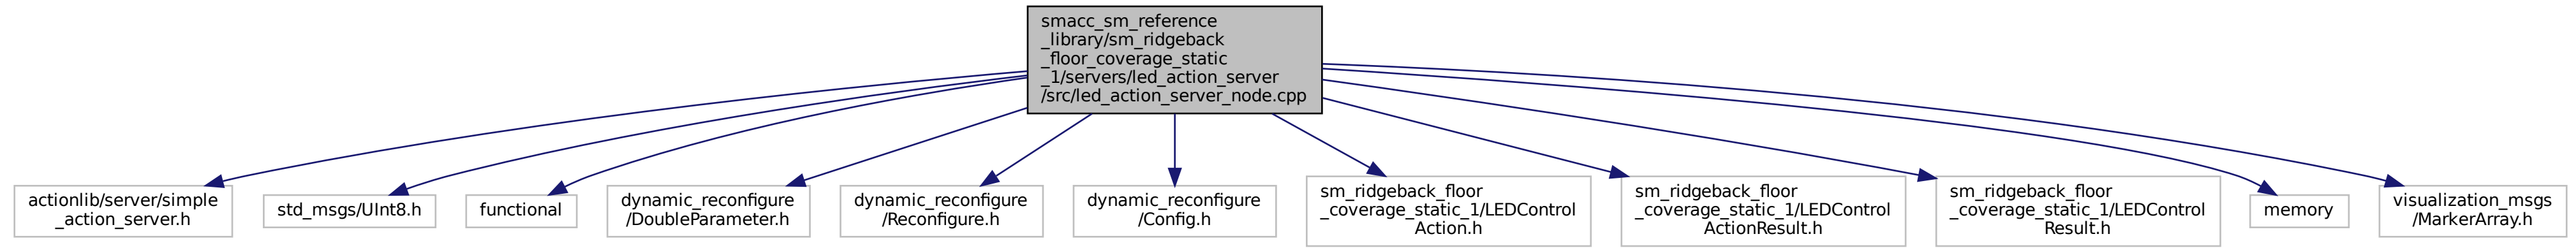 smacc_sm_reference
_library/sm_ridgeback
_floor_coverage_static
_1/servers/led_action_server
/src/led_action_server_node.cpp
actionlib/server/simple
_action_server.h
std_msgs/UInt8.h
functional
dynamic_reconfigure
/DoubleParameter.h
dynamic_reconfigure
/Reconfigure.h
dynamic_reconfigure
/Config.h
sm_ridgeback_floor
_coverage_static_1/LEDControl
Action.h
sm_ridgeback_floor
_coverage_static_1/LEDControl
ActionResult.h
sm_ridgeback_floor
_coverage_static_1/LEDControl
Result.h
memory
visualization_msgs
/MarkerArray.h